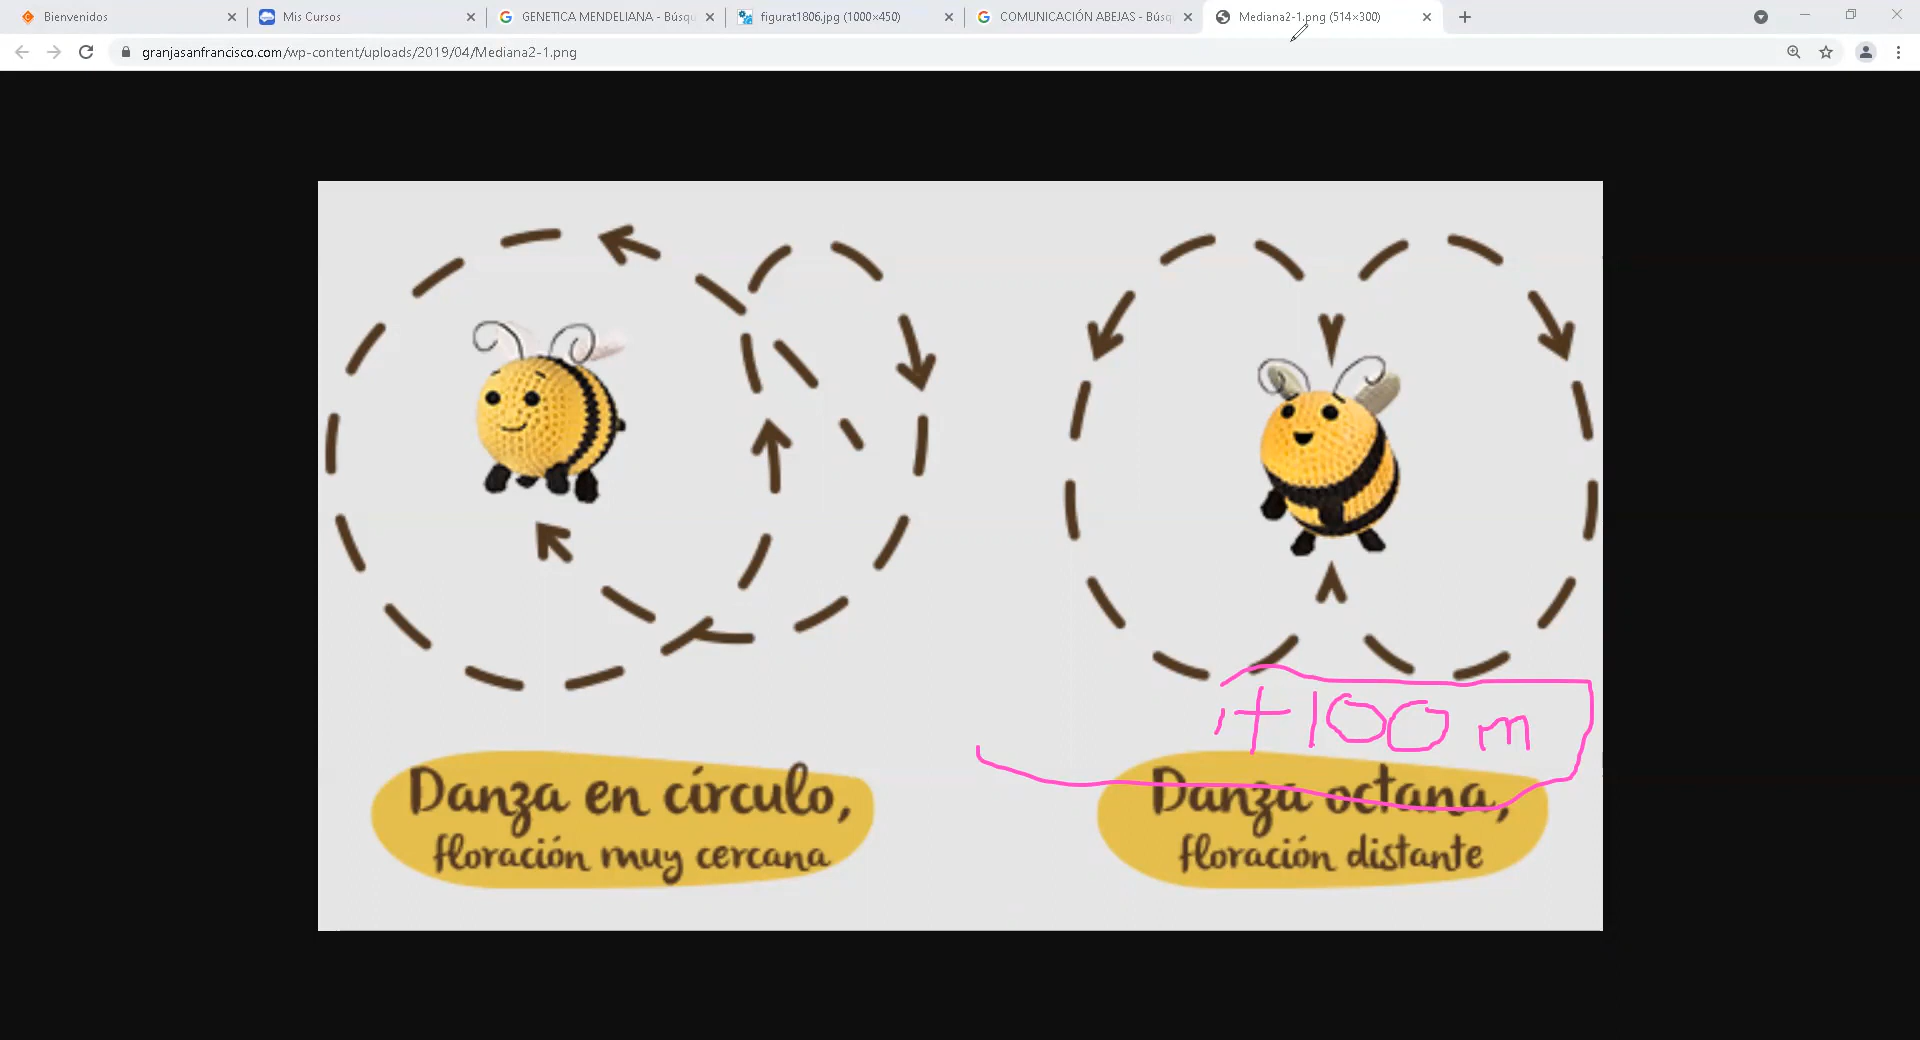 Bienvenidos
Mis Cursos
GENETICA MENDELIANA - Búsqu
figurat1806.jpg (1000×450)
COMUNICACIÓN ABEJAS - Búsq
Mediana2-1.png (514×300)
granjasanfrancisco.com/wp-content/uploads/2019/04/Mediana2-1.png
+100 m
Danza en círculo,
floración muy cercana
Danza octana,
floración distante